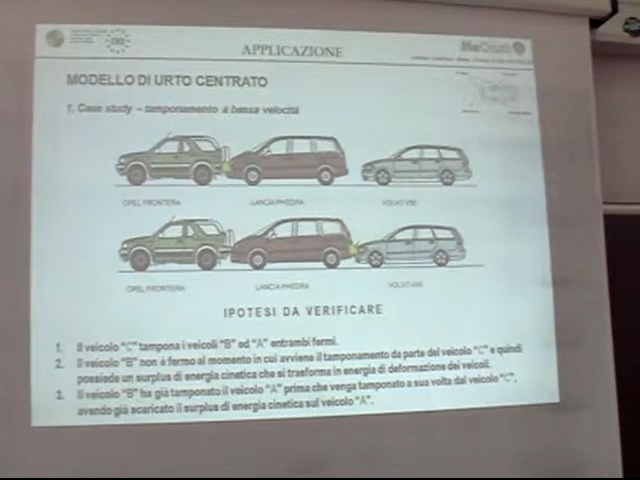 APPLICAZIONE
MODELLO DI URTO CENTRATO
1. Case study – tamponamento a bassa velocità
OPEL FRONTERA LANCIA PHEDRA VOLVO V50
OPEL FRONTERA LANCIA PHEDRA VOLVO V50
IPOTESI DA VERIFICARE
1. Il veicolo "C" tampona i veicoli "B" ed "A" entrambi fermi.
2. Il veicolo "B" non è fermo al momento in cui avviene il tamponamento da parte del veicolo "C" e quindi
possiede un surplus di energia cinetica che si trasforma in energia di deformazione dei veicoli.
3. Il veicolo "B" ha già tamponato il veicolo "A" prima che venga tamponato a sua volta dal veicolo "C",
avendo già scaricato il surplus di energia cinetica sul veicolo "A".